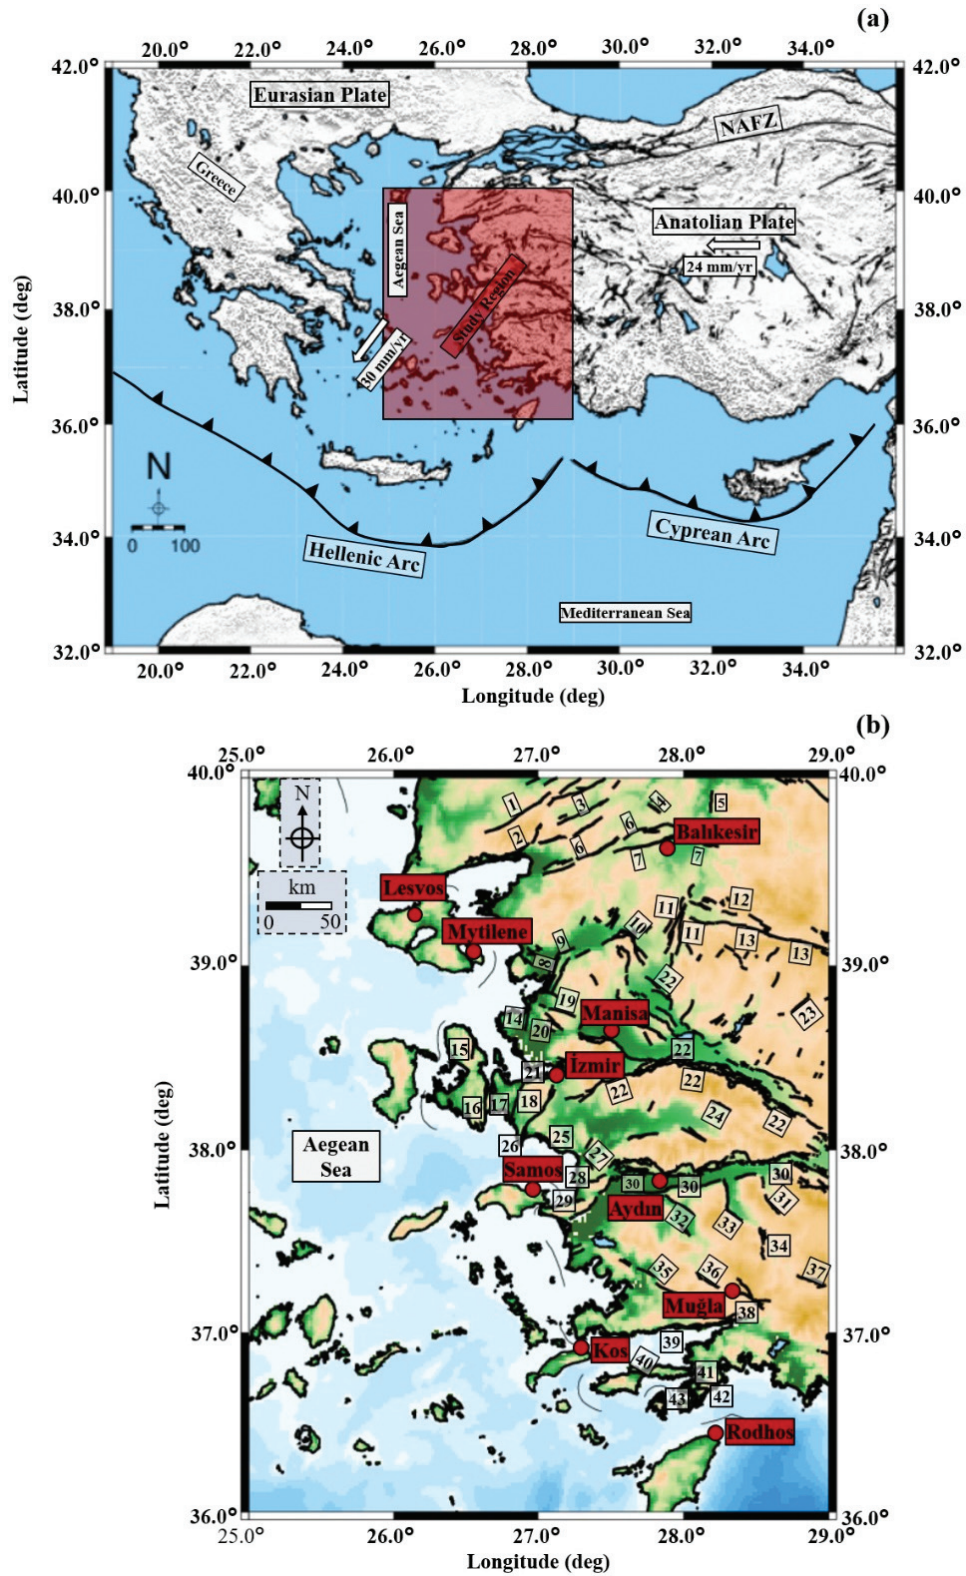 (a)
20.0° 22.0° 24.0° 26.0° 28.0° 30.0° 32.0° 34.0°
42.0° 42.0°
Eurasian Plate
NAFZ
Greece
40.0° 40.0°
Aegean Sea
Anatolian Plate
24 mm/yr
Study Region
38.0° 38.0°
30 mm/yr
Latitude (deg)
36.0° 36.0°
N
0 100
34.0° 34.0°
Hellenic Arc
Cyprean Arc
Mediterranean Sea
32.0° 32.0°
20.0° 22.0° 24.0° 26.0° 28.0° 30.0° 32.0° 34.0°
Longitude (deg)
(b)
25.0° 26.0° 27.0° 28.0° 29.0°
40.0° 40.0°
N
1 3 4 5
2 6 6
Balıkesir
7 7
km
0 50
Lesvos
Mytilene
11 12
10
9 11 13 13
8
39.0° 39.0°
22
19
Manisa
23
14 20
15 22
21 İzmir
22 22
16 17 18
24 22
25
26
38.0° 38.0°
Aegean
Sea
27
Samos
28 30 30 30
29
31
Aydın
32 33
34
35 36 37
Muğla
38
Latitude (deg)
37.0° 37.0°
39
Kos
40
41
43 42
Rodhos
36.0° 36.0°
25.0° 26.0° 27.0° 28.0° 29.0°
Longitude (deg)